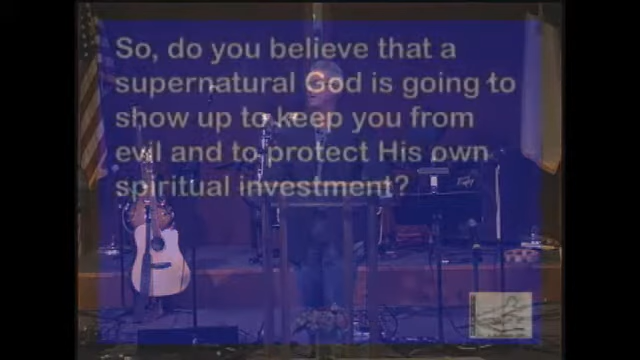 So, do you believe that a
supernatural God is going to
show up to keep you from
evil and to protect His own
spiritual investment?